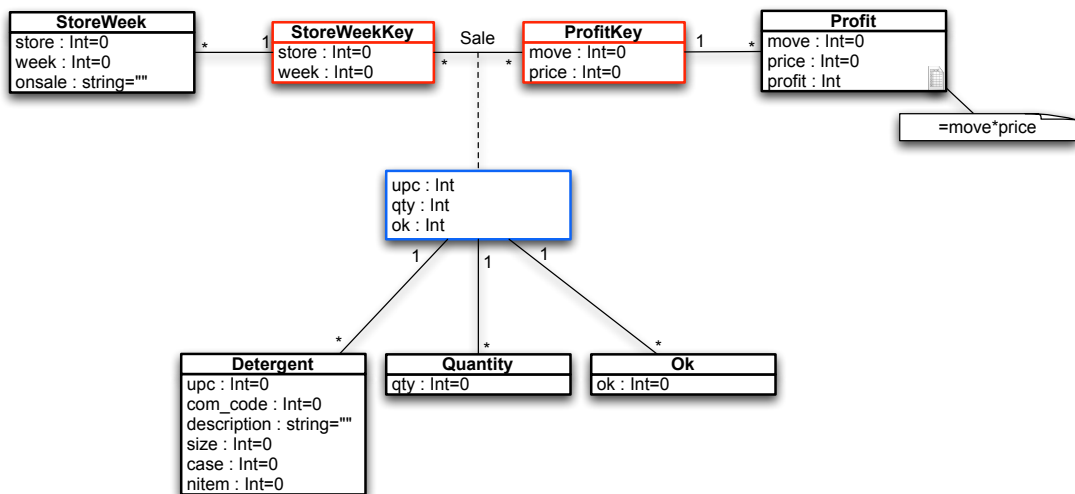 StoreWeek
store : Int=0
week : Int=0
onsale : string=""
*
1
StoreWeekKey
store : Int=0
week : Int=0
*
Sale
*
ProfitKey
move : Int=0
price : Int=0
1
*
Profit
move : Int=0
price : Int=0
profit : Int
=move*price
upc : Int
qty : Int
ok : Int
1
1
1
*
*
*
Detergent
upc : Int=0
com_code : Int=0
description : string=""
size : Int=0
case : Int=0
nitem : Int=0
Quantity
qty : Int=0
Ok
ok : Int=0